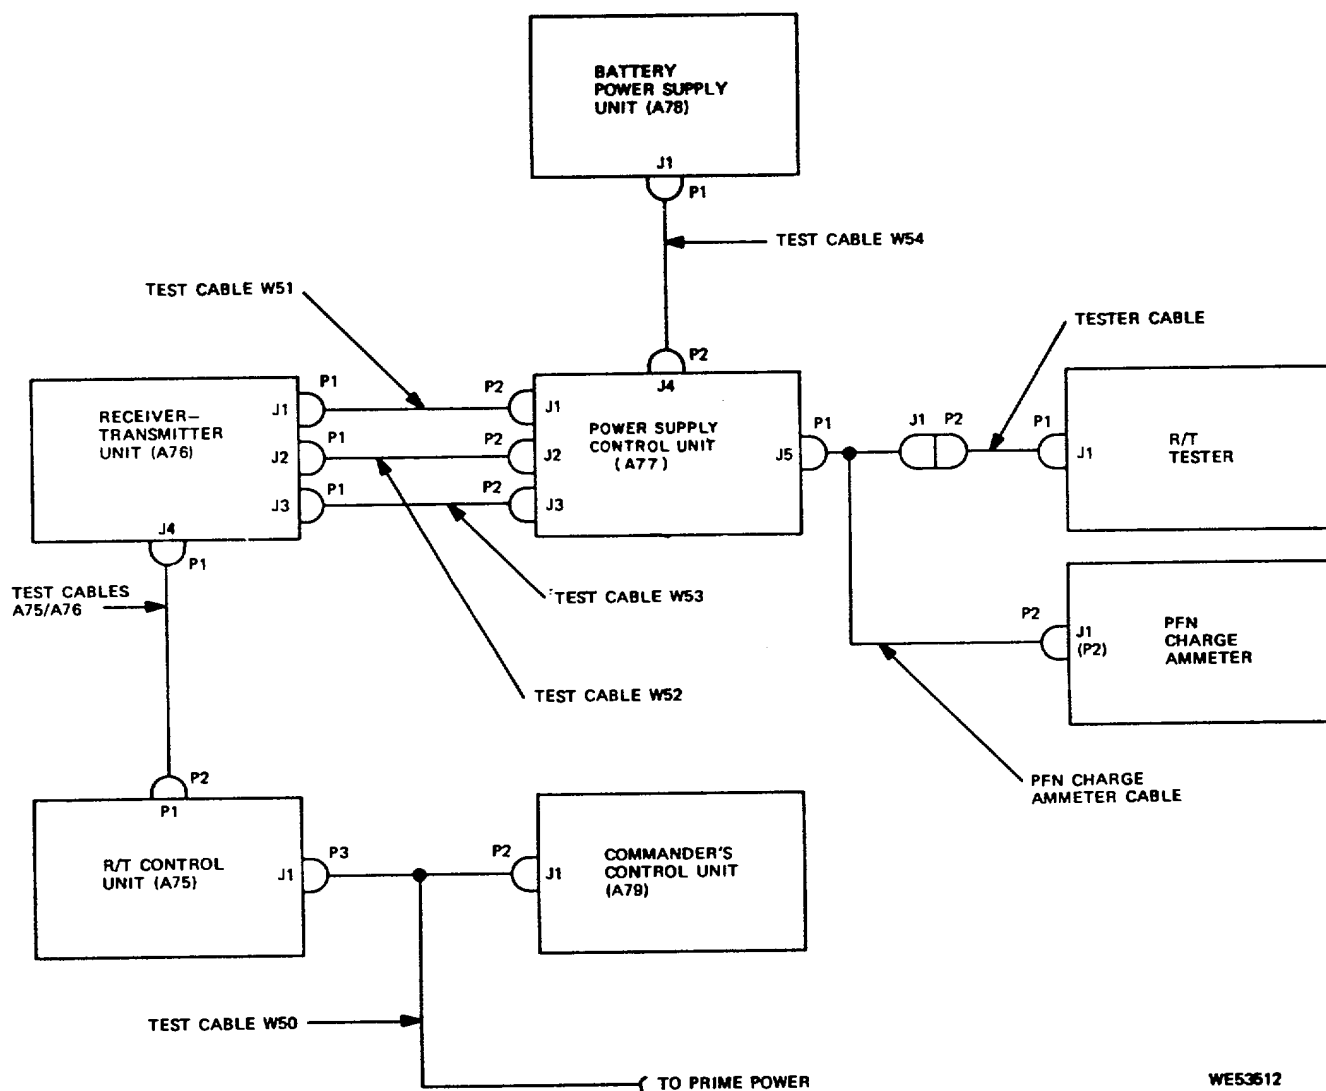 BATTERY
POWER SUPPLY
UNIT (A78)
J1
P1
TEST CABLE W54
TEST CABLE W51
TESTER CABLE
P2
J4
RECEIVER–
TRANSMITTER
UNIT (A76)
J1
P1
P2
J1
J2
P1
P2
J2
J3
P1
P2
J3
J4
P1
POWER SUPPLY
CONTROL UNIT
(A77)
J5
P1
J1
P2
P1
J1
R/T
TESTER
TEST CABLES
A75/A76
TEST CABLE W53
TEST CABLE W52
P2
J1
(P2)
PFN
CHARGE
AMMETER
PFN CHARGE
AMMETER CABLE
P2
P1
R/T CONTROL
UNIT (A75)
J1
P3
P2
J1
COMMANDER'S
CONTROL UNIT
(A79)
TEST CABLE W50
TO PRIME POWER
WE53512